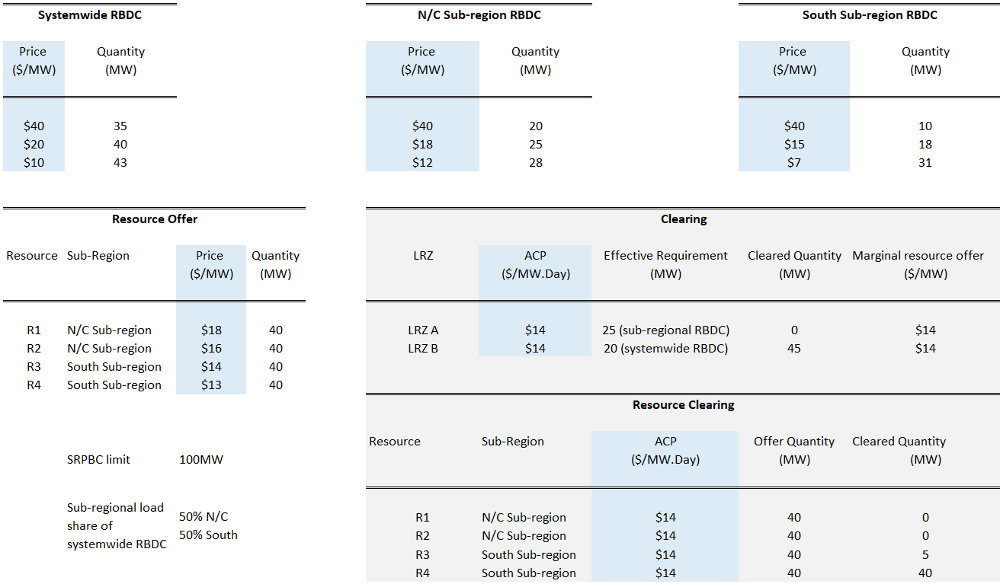 Systemwide RBDC
Price Quantity
($/MW) (MW)
$40 35
$20 40
$10 43
N/C Sub-region RBDC
Price Quantity
($/MW) (MW)
$40 20
$18 25
$12 28
South Sub-region RBDC
Price Quantity
($/MW) (MW)
$40 10
$15 18
$7 31
Resource Offer
Resource Sub-Region Price Quantity
($/MW) (MW)
R1 N/C Sub-region $18 40
R2 N/C Sub-region $16 40
R3 South Sub-region $14 40
R4 South Sub-region $13 40
SRPBC limit 100MW
Sub-regional load
share of
systemwide RBDC
50% N/C
50% South
Clearing
LRZ ACP Effective Requirement Cleared Quantity Marginal resource offer
($/MW.Day) (MW) (MW) ($/MW)
LRZ A $14 25 (sub-regional RBDC) 0 $14
LRZ B $14 20 (systemwide RBDC) 45 $14
Resource Clearing
Resource Sub-Region ACP Offer Quantity Cleared Quantity
($/MW.Day) (MW) (MW)
R1 N/C Sub-region $14 40 0
R2 N/C Sub-region $14 40 0
R3 South Sub-region $14 40 5
R4 South Sub-region $14 40 40